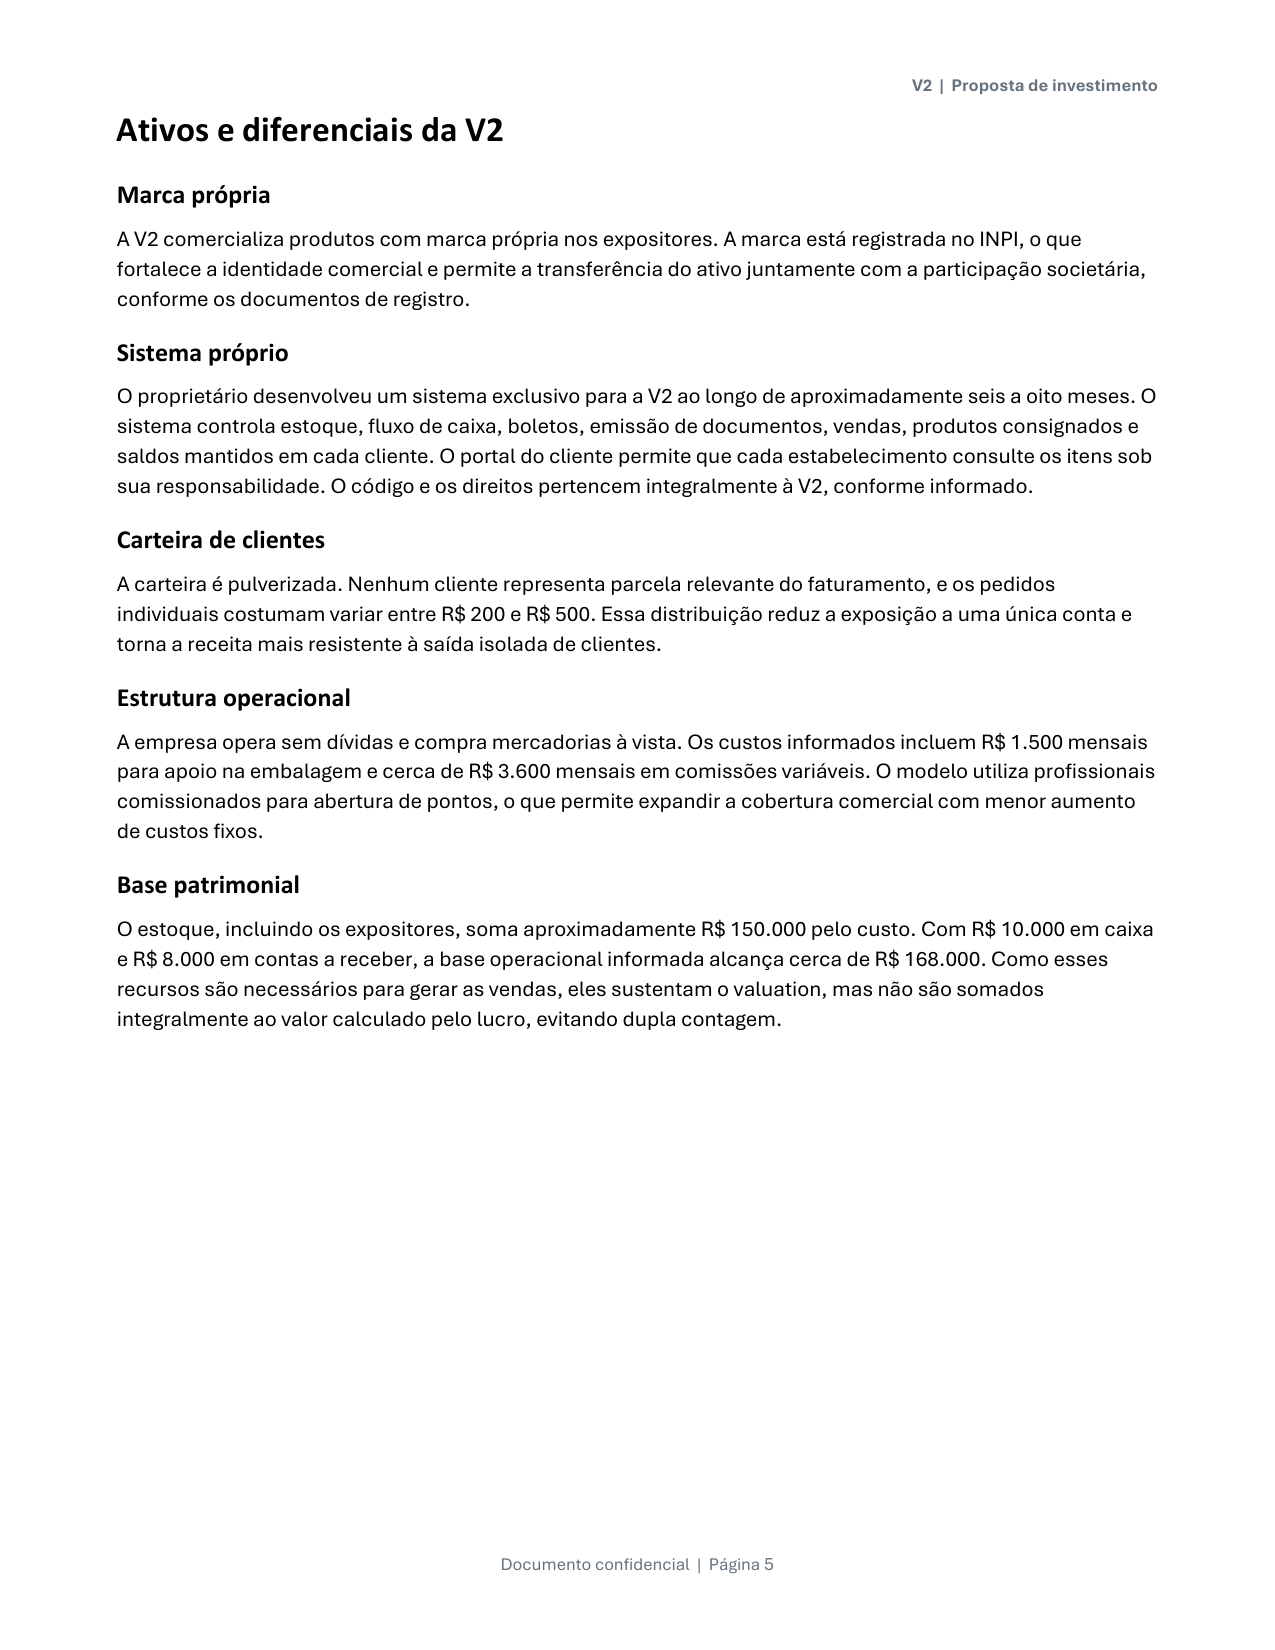 V2 | Proposta de investimento
Ativos e diferenciais da V2
Marca própria
A V2 comercializa produtos com marca própria nos expositores. A marca está registrada no INPI, o que
fortalece a identidade comercial e permite a transferência do ativo juntamente com a participação societária,
conforme os documentos de registro.
Sistema próprio
O proprietário desenvolveu um sistema exclusivo para a V2 ao longo de aproximadamente seis a oito meses. O
sistema controla estoque, fluxo de caixa, boletos, emissão de documentos, vendas, produtos consignados e
saldos mantidos em cada cliente. O portal do cliente permite que cada estabelecimento consulte os itens sob
sua responsabilidade. O código e os direitos pertencem integralmente à V2, conforme informado.
Carteira de clientes
A carteira é pulverizada. Nenhum cliente representa parcela relevante do faturamento, e os pedidos
individuais costumam variar entre R$ 200 e R$ 500. Essa distribuição reduz a exposição a uma única conta e
torna a receita mais resistente à saída isolada de clientes.
Estrutura operacional
A empresa opera sem dívidas e compra mercadorias à vista. Os custos informados incluem R$ 1.500 mensais
para apoio na embalagem e cerca de R$ 3.600 mensais em comissões variáveis. O modelo utiliza profissionais
comissionados para abertura de pontos, o que permite expandir a cobertura comercial com menor aumento
de custos fixos.
Base patrimonial
O estoque, incluindo os expositores, soma aproximadamente R$ 150.000 pelo custo. Com R$ 10.000 em caixa
e R$ 8.000 em contas a receber, a base operacional informada alcança cerca de R$ 168.000. Como esses
recursos são necessários para gerar as vendas, eles sustentam o valuation, mas não são somados
integralmente ao valor calculado pelo lucro, evitando dupla contagem.
Documento confidencial | Página 5